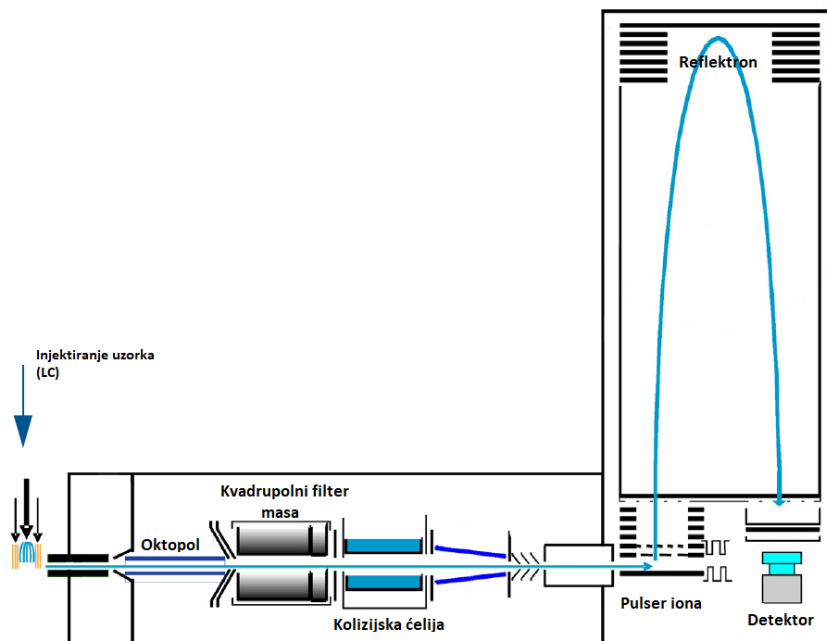 Reflektron
Injektiranje uzorka
(LC)
Kvadrupolni filter
masa
Oktopol
Kolizijska ćelija
Pulser iona
Detektor